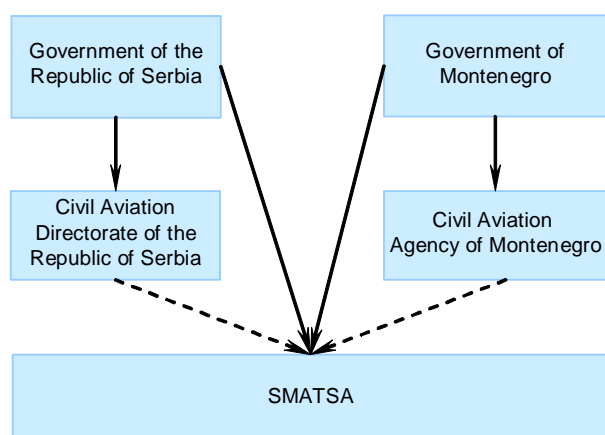 Government of the
Republic of Serbia
Government of
Montenegro
Civil Aviation
Directorate of the
Republic of Serbia
Civil Aviation
Agency of Montenegro
SMATSA